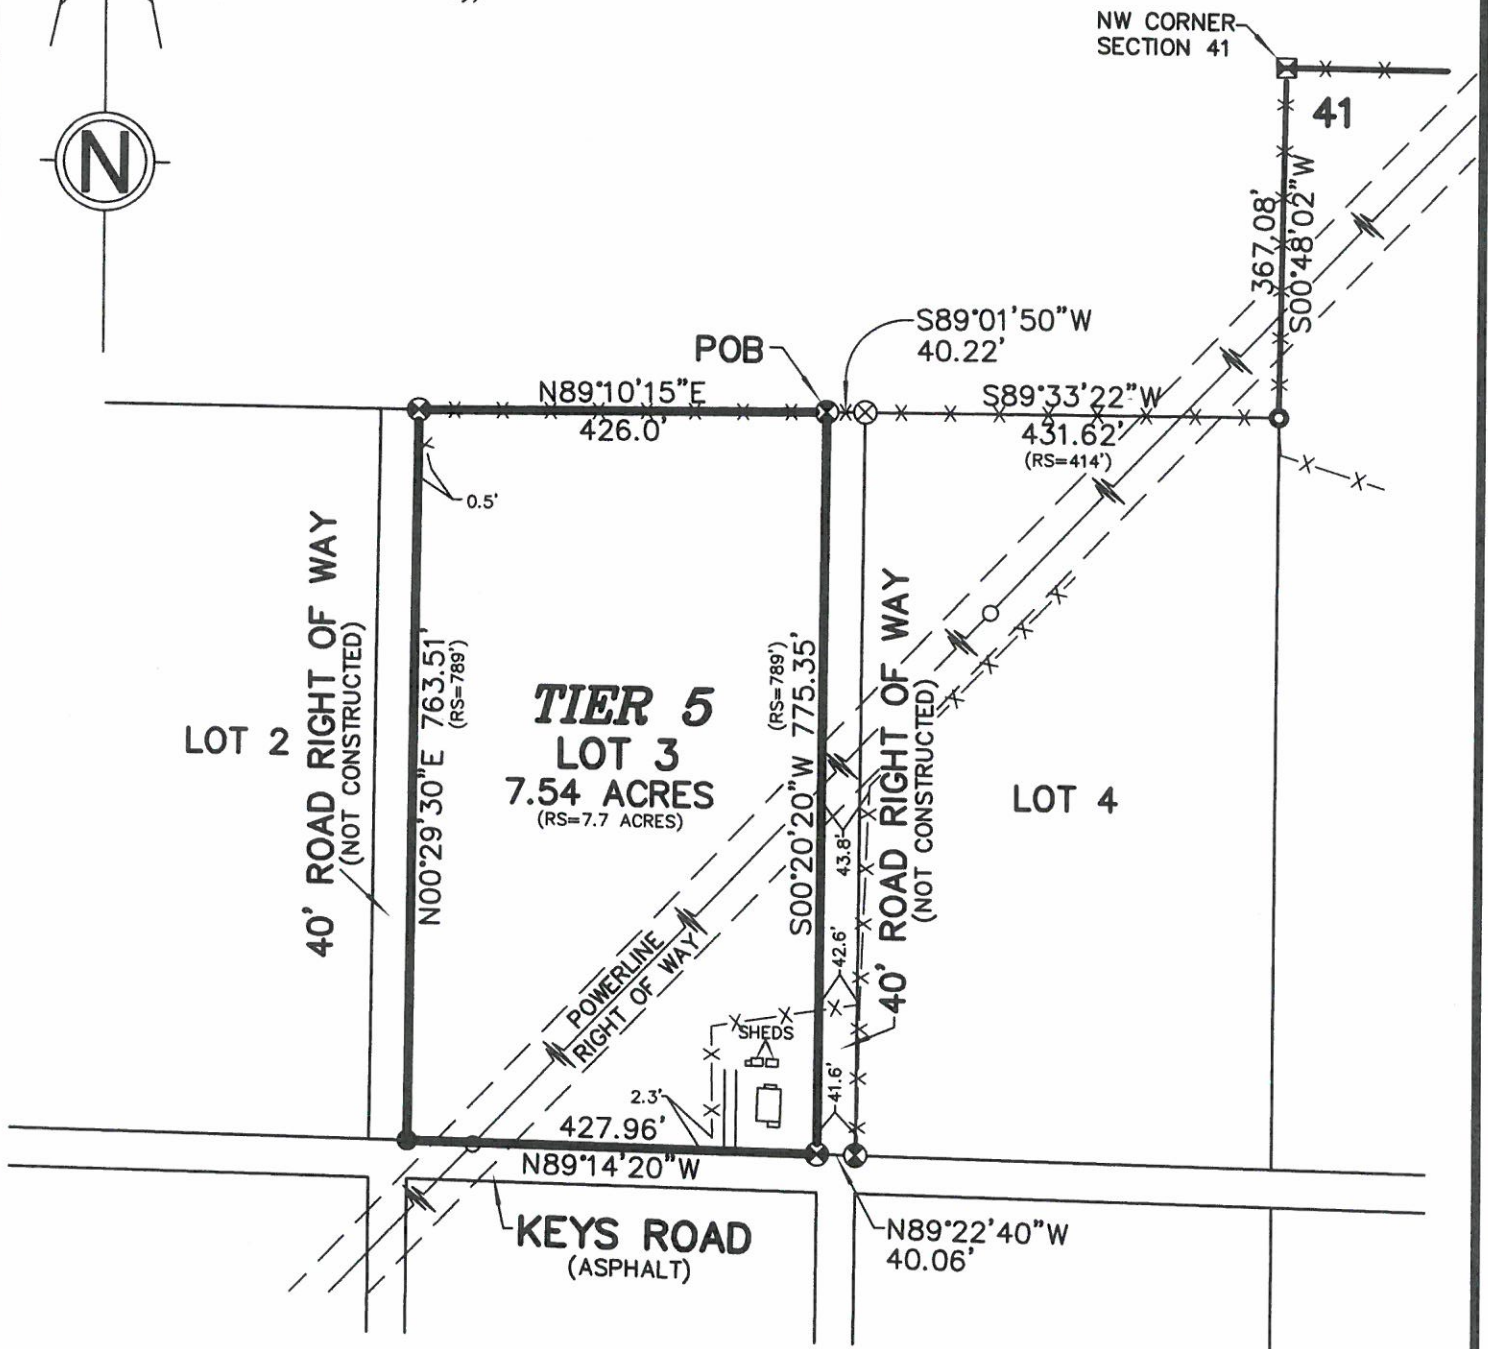 NW CORNER
SECTION 41
N
41
367.08'
S00°48'02"W
S89°01'50"W
40.22'
POB
N89°10'15"E
426.0'
S89°33'22"W
431.62'
(RS=414')
0.5'
40' ROAD RIGHT OF WAY
(NOT CONSTRUCTED)
N00°29'30"E 763.51'
(RS=789')
TIER 5
LOT 3
7.54 ACRES
(RS=7.7 ACRES)
S00°20'20"W 775.35'
(RS=789')
40' ROAD RIGHT OF WAY
(NOT CONSTRUCTED)
LOT 2
LOT 4
43.8'
42.6'
41.6'
POWERLINE
RIGHT OF WAY
SHEDS
2.3'
427.96'
N89°14'20"W
KEYS ROAD
(ASPHALT)
N89°22'40"W
40.06'